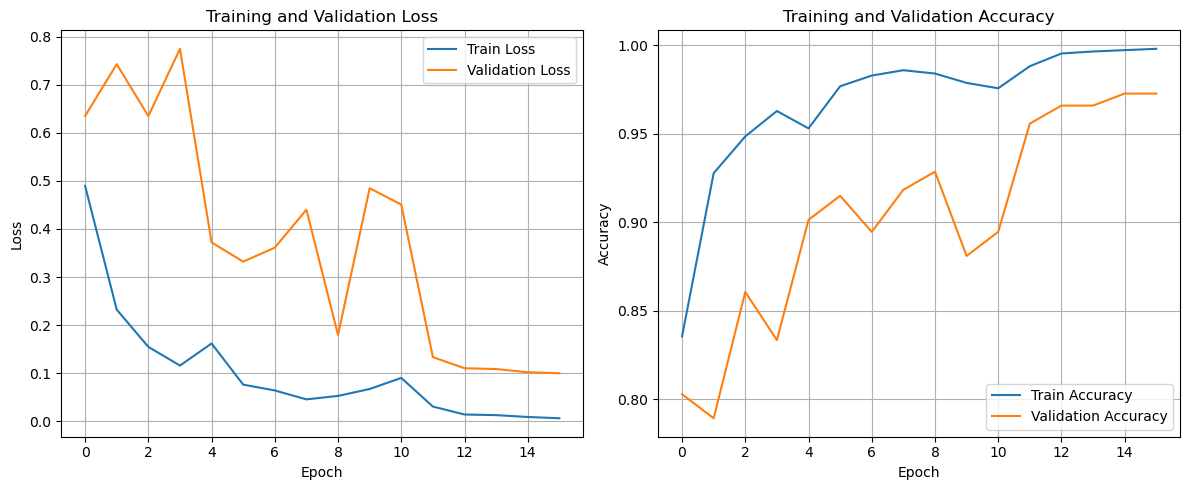 Training and Validation Loss
Train Loss
Validation Loss
0.8
0.7
0.6
0.5
0.4
0.3
0.2
0.1
0.0
Loss
0 2 4 6 8 10 12 14
Epoch
Training and Validation Accuracy
1.00
0.95
0.90
0.85
0.80
Accuracy
Train Accuracy
Validation Accuracy
0 2 4 6 8 10 12 14
Epoch